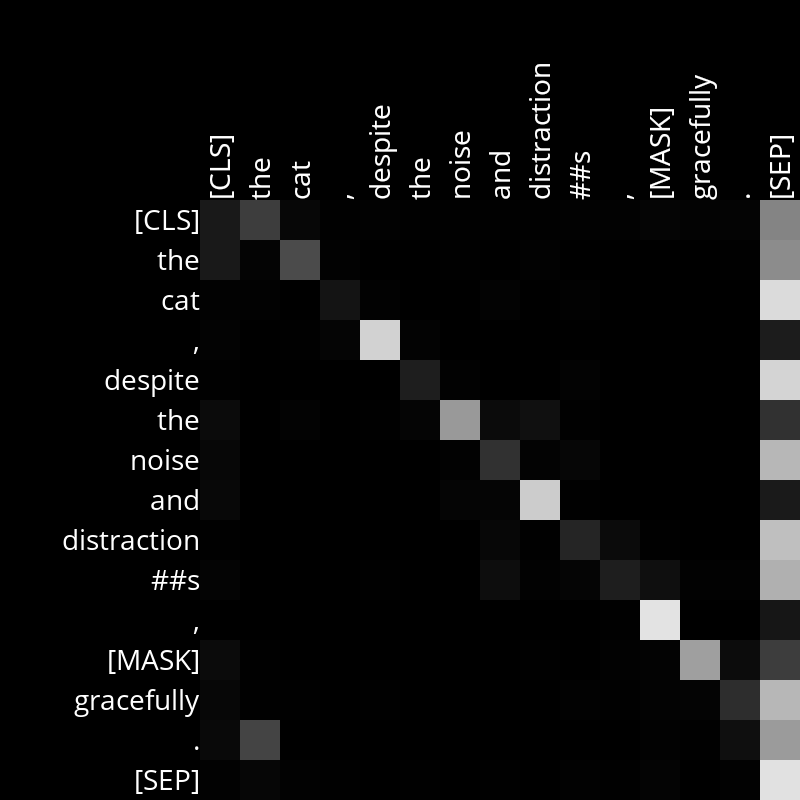 [CLS] the cat , despite the noise and distraction ##s , [MASK] gracefully . [SEP]
[CLS]
the
cat
,
despite
the
noise
and
distraction
##s
,
[MASK]
gracefully
.
[SEP]